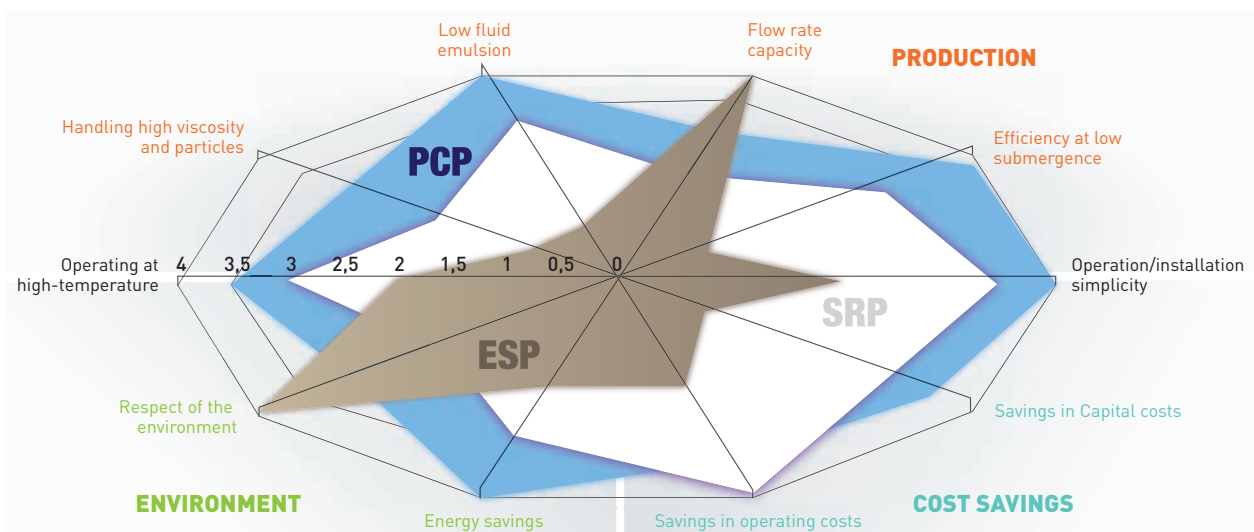 Low fluid
emulsion
Flow rate
capacity
PRODUCTION
Handling high viscosity
and particles
PCP
Efficiency at low
submergence
Operating at
high-temperature
4 3,5 3 2,5 2 1,5 1 0,5 0
Operation/installation
simplicity
SRP
ESP
Respect of the
environment
Savings in Capital costs
ENVIRONMENT
COST SAVINGS
Energy savings
Savings in operating costs